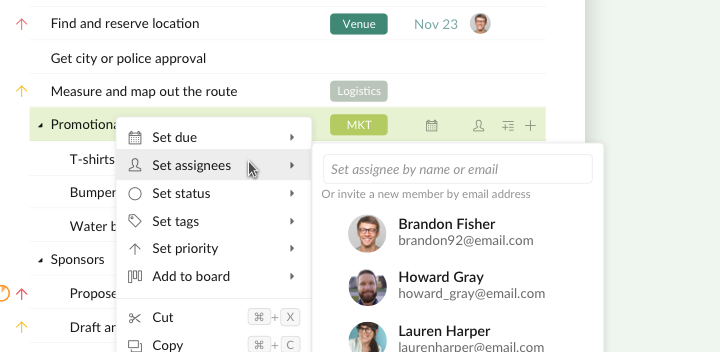 Find and reserve location Venue Nov 23
Get city or police approval
Measure and map out the route Logistics
Promotiona MKT
Set due
T-shirts
Set assignees
Set assignee by name or email
Bumper
Set status
Or invite a new member by email address
Water b
Set tags
Brandon Fisher
brandon92@email.com
Set priority
Sponsors
Add to board
Howard Gray
howard_gray@email.com
Propose
Cut ⌘ + X
Draft ar
Lauren Harper
laurenharper@email.com
Copy ⌘ + C